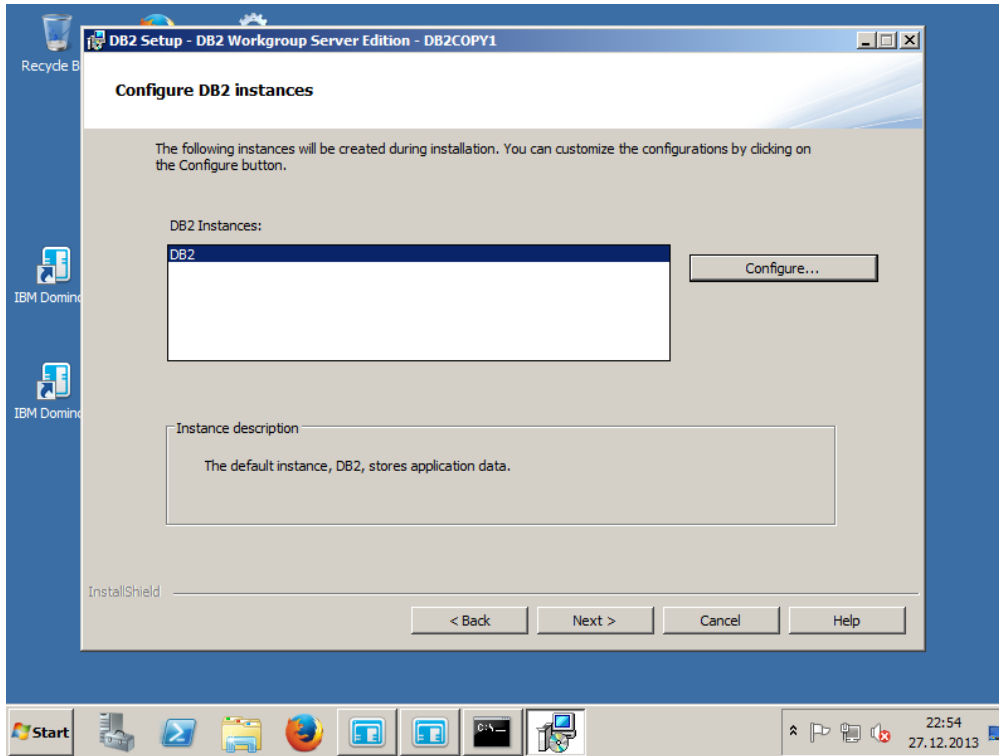 Recycle B
DB2 Setup - DB2 Workgroup Server Edition - DB2COPY1
Configure DB2 instances
The following instances will be created during installation. You can customize the configurations by clicking on
the Configure button.
DB2 Instances:
DB2
Configure...
IBM Domino
IBM Domino
Instance description
The default instance, DB2, stores application data.
InstallShield
< Back
Next >
Cancel
Help
Start
C:\_
22:54
27.12.2013